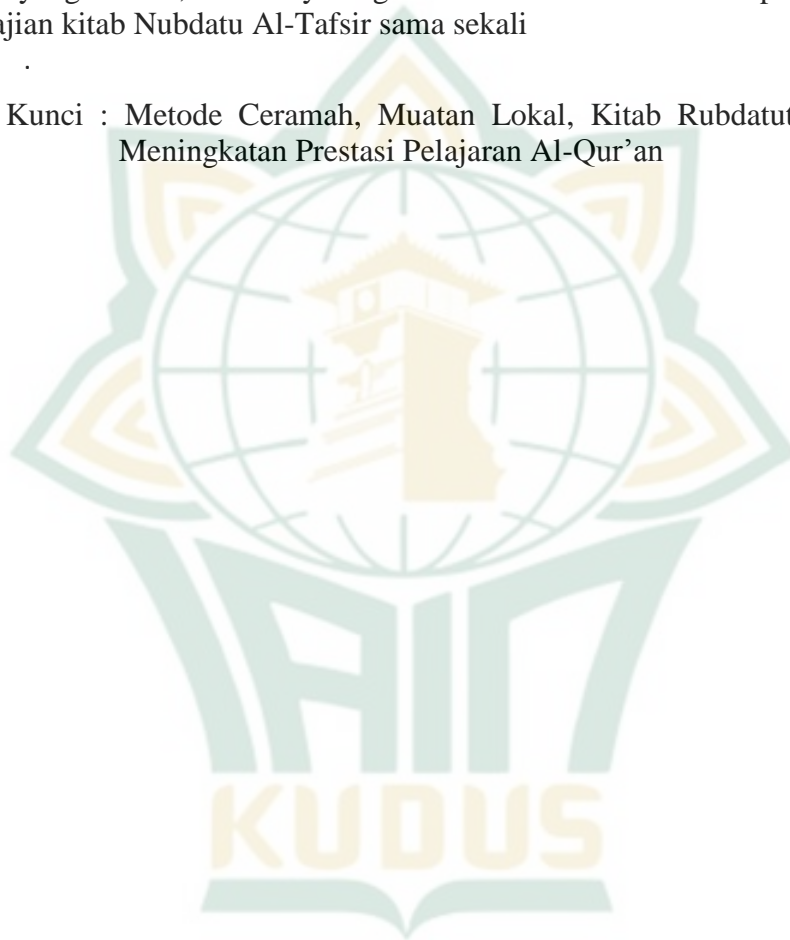 ajian kitab Nubdatu Al-Tafsir sama sekali
.
Kunci : Metode Ceramah, Muatan Lokal, Kitab Rubdatut
Meningkatan Prestasi Pelajaran Al-Qur’an
IAIN
KUDUS